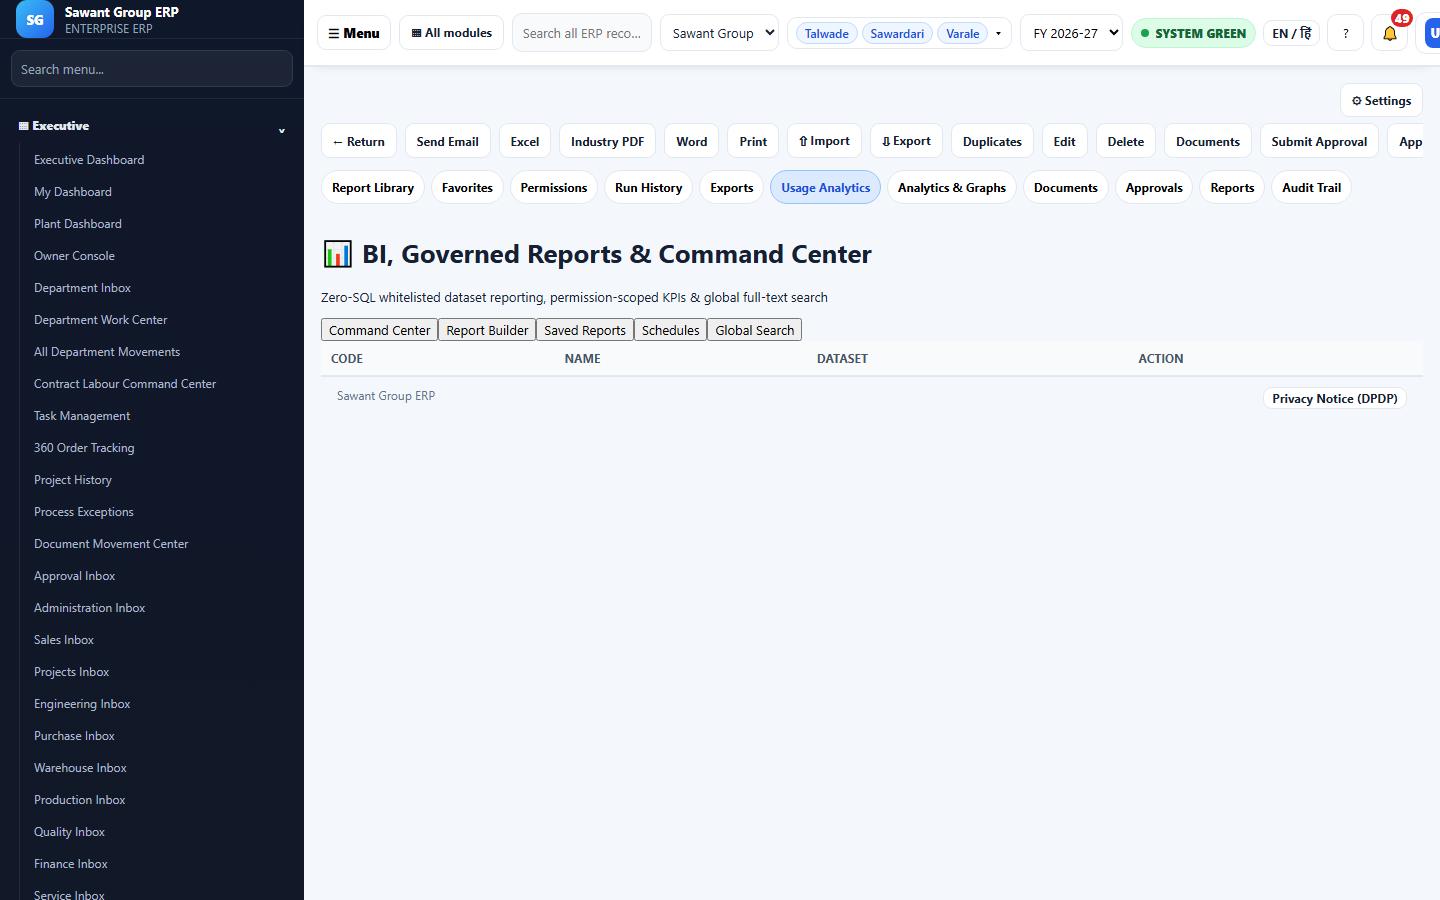 SG
Sawant Group ERP
ENTERPRISE ERP
Search menu...
Executive
Executive Dashboard
My Dashboard
Plant Dashboard
Owner Console
Department Inbox
Department Work Center
All Department Movements
Contract Labour Command Center
Task Management
360 Order Tracking
Project History
Process Exceptions
Document Movement Center
Approval Inbox
Administration Inbox
Sales Inbox
Projects Inbox
Engineering Inbox
Purchase Inbox
Warehouse Inbox
Production Inbox
Quality Inbox
Finance Inbox
Service Inbox
☰ Menu All modules Search all ERP reco... Sawant Group Talwade Sawardari Varale FY 2026-27 SYSTEM GREEN EN / हिं ? 49 U
⚙ Settings
← Return Send Email Excel Industry PDF Word Print ⇧ Import ⇩ Export Duplicates Edit Delete Documents Submit Approval App
Report Library Favorites Permissions Run History Exports Usage Analytics Analytics & Graphs Documents Approvals Reports Audit Trail
📊 BI, Governed Reports & Command Center
Zero-SQL whitelisted dataset reporting, permission-scoped KPIs & global full-text search
Command Center Report Builder Saved Reports Schedules Global Search
CODE NAME DATASET ACTION
Sawant Group ERP Privacy Notice (DPDP)